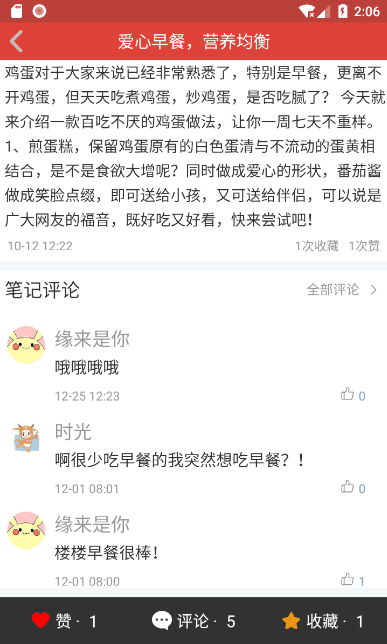 2:06
爱心早餐，营养均衡
鸡蛋对于大家来说已经非常熟悉了，特别是早餐，更离不
开鸡蛋，但天天吃煮鸡蛋，炒鸡蛋，是否吃腻了？ 今天就
来介绍一款百吃不厌的鸡蛋做法，让你一周七天不重样。
1、煎蛋糕，保留鸡蛋原有的白色蛋清与不流动的蛋黄相
结合，是不是食欲大增呢？同时做成爱心的形状，番茄酱
做成笑脸点缀，即可送给小孩，又可送给伴侣，可以说是
广大网友的福音，既好吃又好看，快来尝试吧！
10-12 12:22 1次收藏 1次赞
笔记评论 全部评论
缘来是你
哦哦哦哦
12-25 12:23 0
时光
啊很少吃早餐的我突然想吃早餐？！
12-01 08:01 0
缘来是你
楼楼早餐很棒！
12-01 08:00 1
赞 · 1 评论 · 5 收藏 · 1